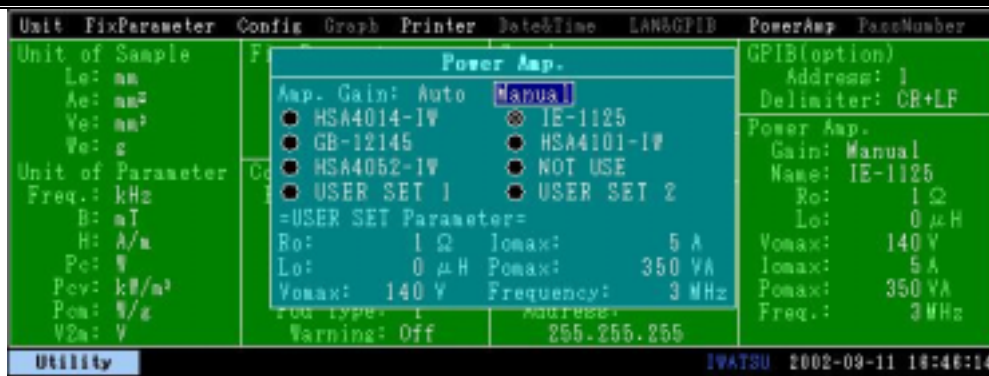 Unit FixParameter Config Graph Printer Date&Time LAN&GPIB PowerAmp PassNumber
Unit of Sample
Le: mm
Ae: mm²
Ve: mm³
We: g
Unit of Parameter
Freq.: kHz
B: mT
H: A/m
Pc: W
Pcv: kW/m³
Pcm: W/g
V2m: V
Power Amp.
Amp. Gain: Auto Manual
HSA4014-IW IE-1125
GB-12145 HSA4101-IW
HSA4052-IW NOT USE
USER SET 1 USER SET 2
=USER SET Parameter=
Ro: 1 Ω Iomax: 5 A
Lo: 0 μH Pomax: 350 VA
Vomax: 140 V Frequency: 3 MHz
Warning: Off
255.255.255
GPIB(option)
Address: 1
Delimiter: CR+LF
Power Amp.
Gain: Manual
Name: IE-1125
Ro: 1 Ω
Lo: 0 μH
Vomax: 140 V
Iomax: 5 A
Pomax: 350 VA
Freq.: 3 MHz
Utility
IWATSU 2002-09-11 16:46:14